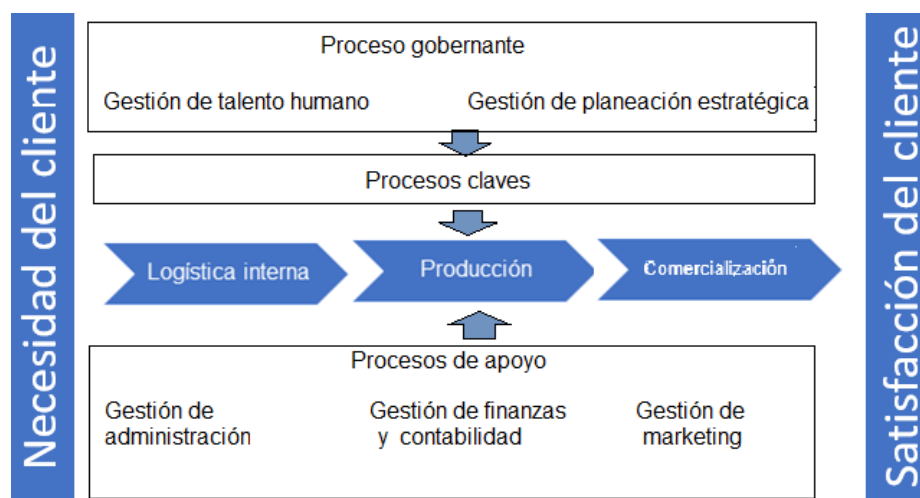 Necesidad del cliente
Proceso gobernante
Gestión de talento humano
Gestión de planeación estratégica
Procesos claves
Logística interna
Producción
Comercialización
Procesos de apoyo
Gestión de
administración
Gestión de finanzas
y contabilidad
Gestión de
marketing
Satisfacción del cliente